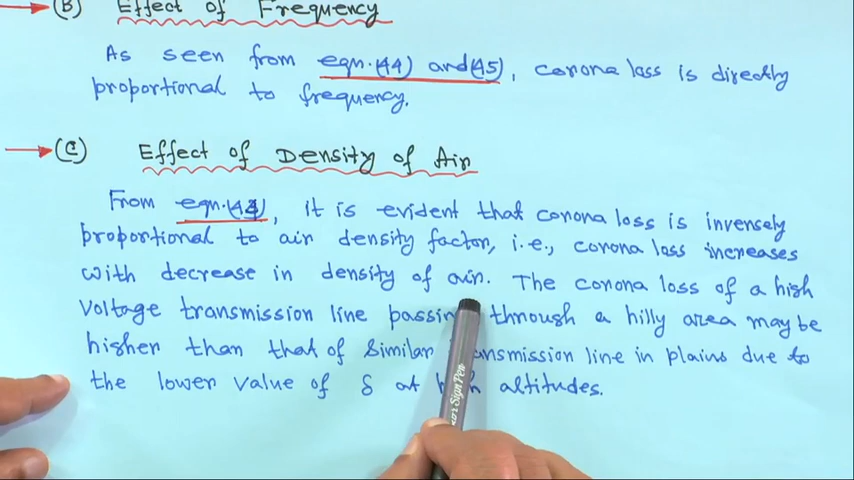 (B) Effect of Frequency
As seen from eqn.(44) and (45), corona loss is directly
proportional to frequency.
(C) Effect of Density of Air
From eqn.(44), it is evident that corona loss is inversely
proportional to air density factor, i.e., corona loss increases
with decrease in density of air. The corona loss of a high
voltage transmission line passing through a hilly area may be
higher than that of similar transmission line in plains due to
the lower value of δ at high altitudes.
Sign Pen